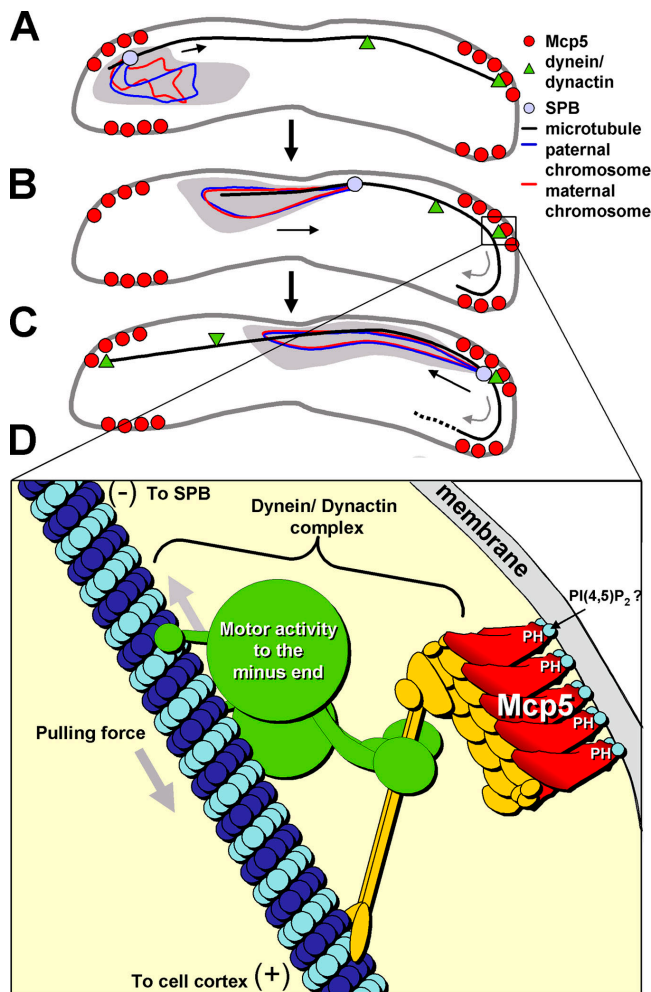 A
Mcp5
dynein/
dynactin
SPB
microtubule
paternal
chromosome
maternal
chromosome
B
C
D
(-) To SPB
Dynein/ Dynactin
complex
membrane
PI(4,5)P2 ?
Motor activity
to the
minus end
PH
PH
PH
PH
PH
Mcp5
Pulling force
To cell cortex (+)